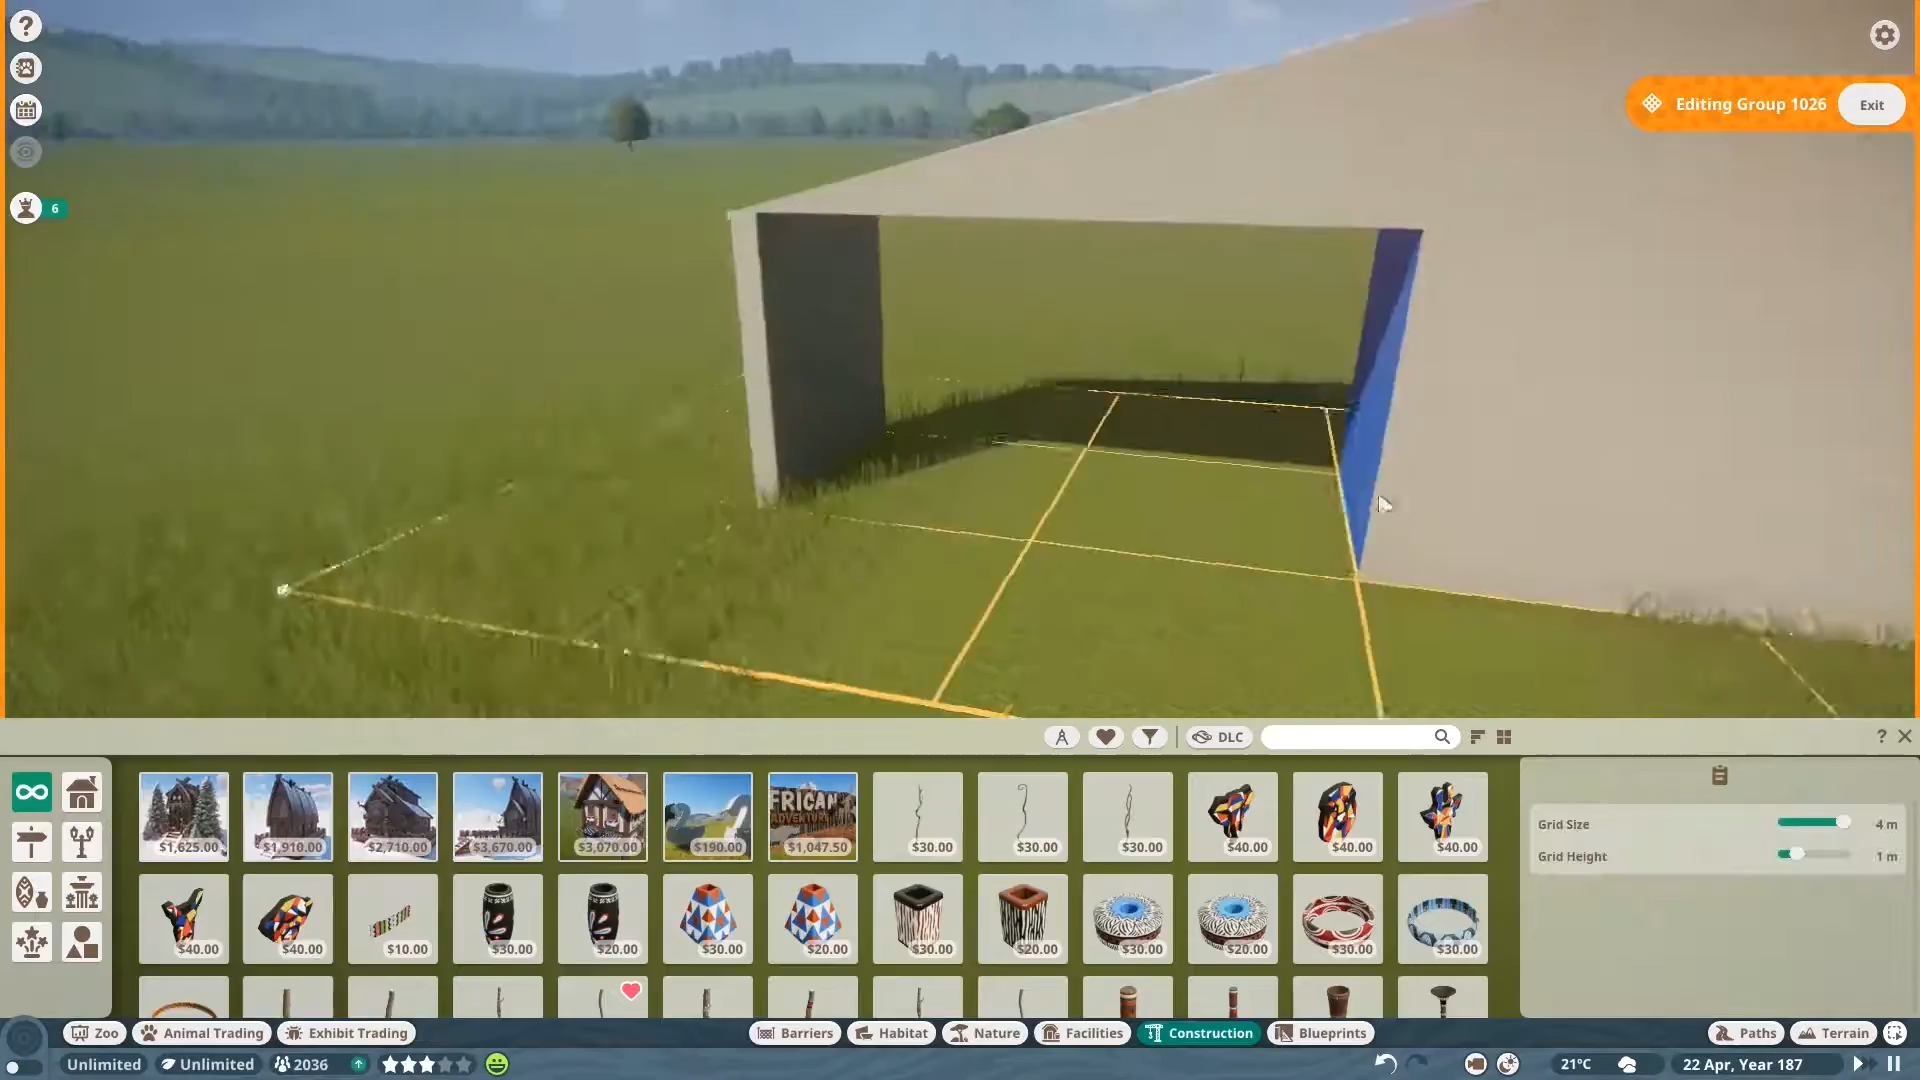 ?
6
Editing Group 1026 Exit
DLC
? ×
$1,625.00 $1,910.00 $2,710.00 $3,670.00 $3,070.00 $190.00 $1,047.50 $30.00 $30.00 $30.00 $40.00 $40.00 $40.00
FRICAN
ADVENTURE
$40.00 $40.00 $10.00 $30.00 $20.00 $30.00 $20.00 $30.00 $20.00 $30.00 $20.00 $30.00 $30.00
Grid Size 4 m
Grid Height 1 m
Zoo Animal Trading Exhibit Trading Barriers Habitat Nature Facilities Construction Blueprints Paths Terrain
Unlimited Unlimited 2036 21°C 22 Apr, Year 187